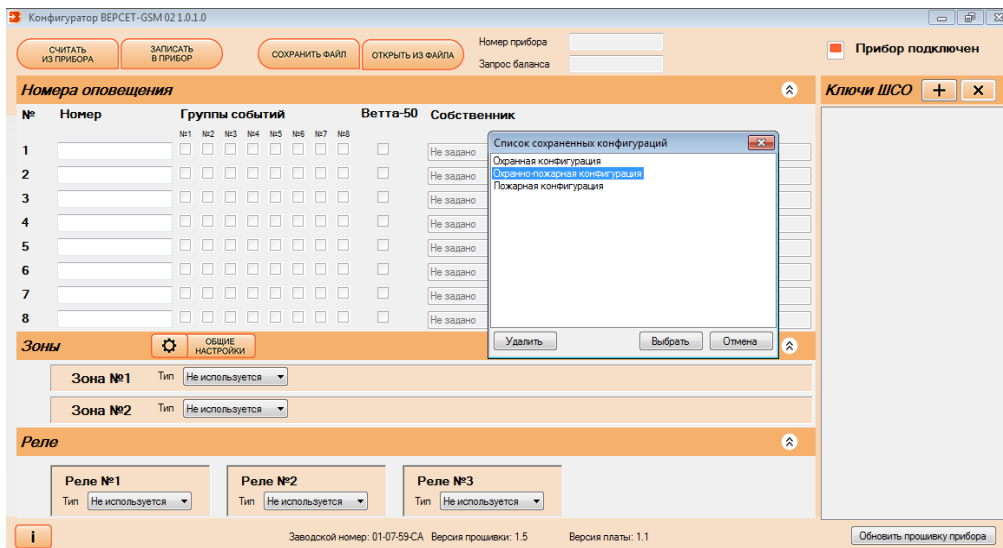 Конфигуратор ВЕРСЕТ-GSM 02 1.0.1.0
СЧИТАТЬ ИЗ ПРИБОРА
ЗАПИСАТЬ В ПРИБОР
СОХРАНИТЬ ФАЙЛ
ОТКРЫТЬ ИЗ ФАЙЛА
Номер прибора
Запрос баланса
Прибор подключен
Номера оповещения
Ключи ШСО + ×
№ Номер Группы событий Ветта-50 Собственник
№1 №2 №3 №4 №5 №6 №7 №8
1 Не задано
2 Не задано
3 Не задано
4 Не задано
5 Не задано
6 Не задано
7 Не задано
8 Не задано
Список сохраненных конфигураций
Охранная конфигурация
Охранно-пожарная конфигурация
Пожарная конфигурация
Удалить Выбрать Отмена
Зоны
ОБЩИЕ НАСТРОЙКИ
Зона №1 Тип Не используется
Зона №2 Тип Не используется
Реле
Реле №1 Реле №2 Реле №3
Тип Не используется Тип Не используется Тип Не используется
i Заводской номер: 01-07-59-CA Версия прошивки: 1.5 Версия платы: 1.1 Обновить прошивку прибора